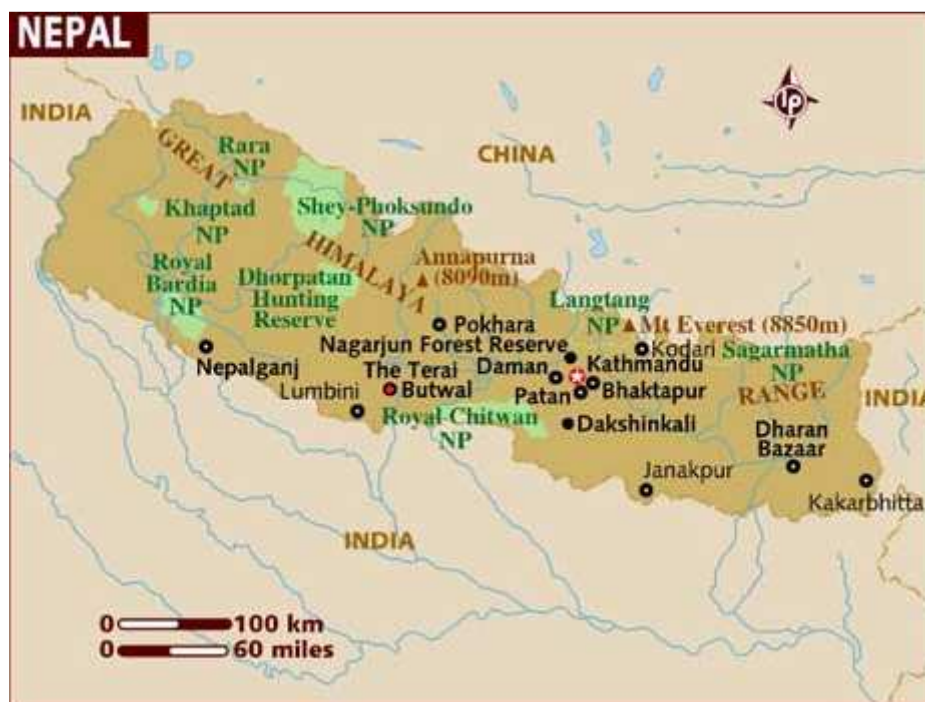 NEPAL
INDIA
lp
CHINA
GREAT
Rara
NP
Khaptad
NP
Shey-Phoksundo
NP
HIMALAYA
Annapurna
(8090m)
Royal
Bardia
NP
Dhorpatan
Hunting
Reserve
Langtang
NP
Mt Everest (8850m)
Pokhara
Nagarjun Forest Reserve
Kodari
Sagarmatha
NP
Nepalganj
The Terai
Daman
Kathmandu
Lumbini
Butwal
Patan
Bhaktapur
RANGE
INDIA
Royal Chitwan
NP
Dakshinkali
Dharan
Bazaar
Janakpur
Kakarbhitta
INDIA
0 100 km
0 60 miles